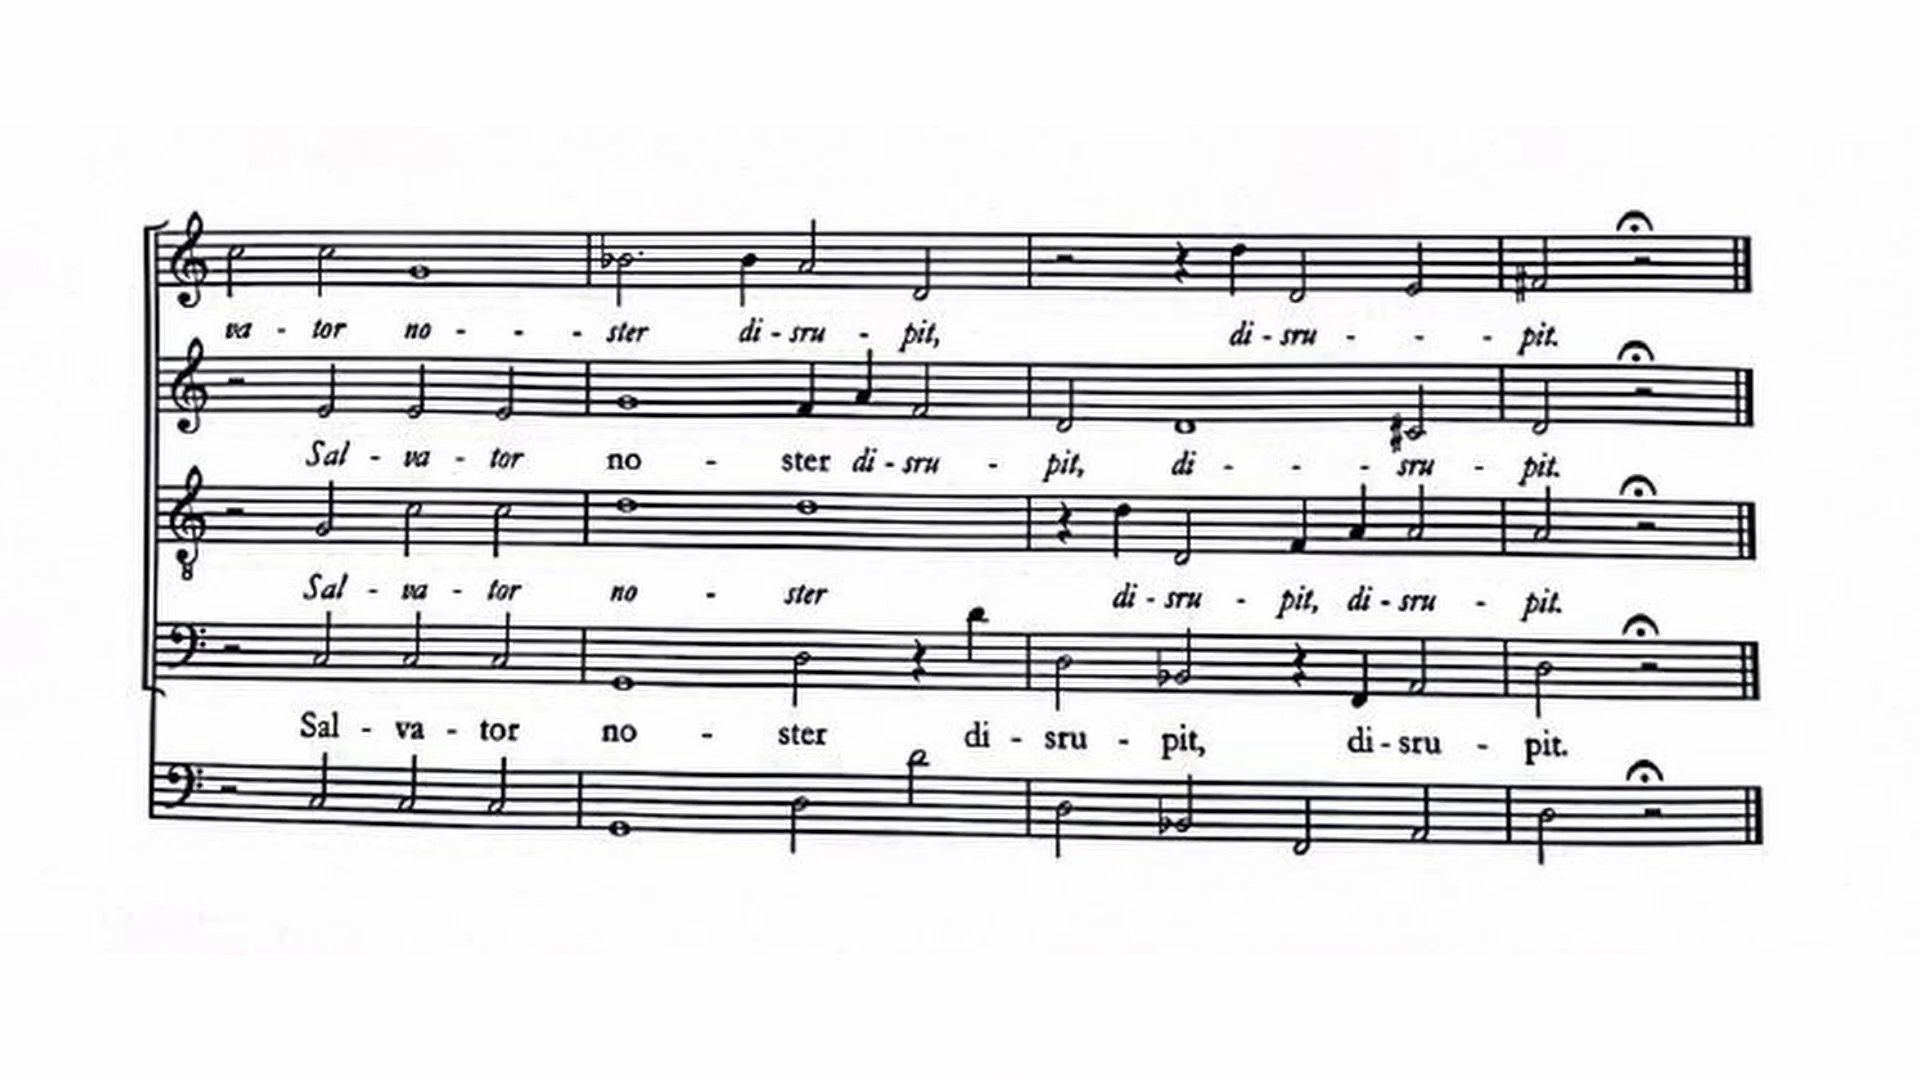 va - tor no - - - ster di - sru - pit, di - sru - - - pit.
Sal - va - tor no - ster di - sru - pit, di - - - sru - pit.
8
Sal - va - tor no - ster di - sru - pit, di - sru - pit.
Sal - va - tor no - ster di - sru - pit, di - sru - pit.